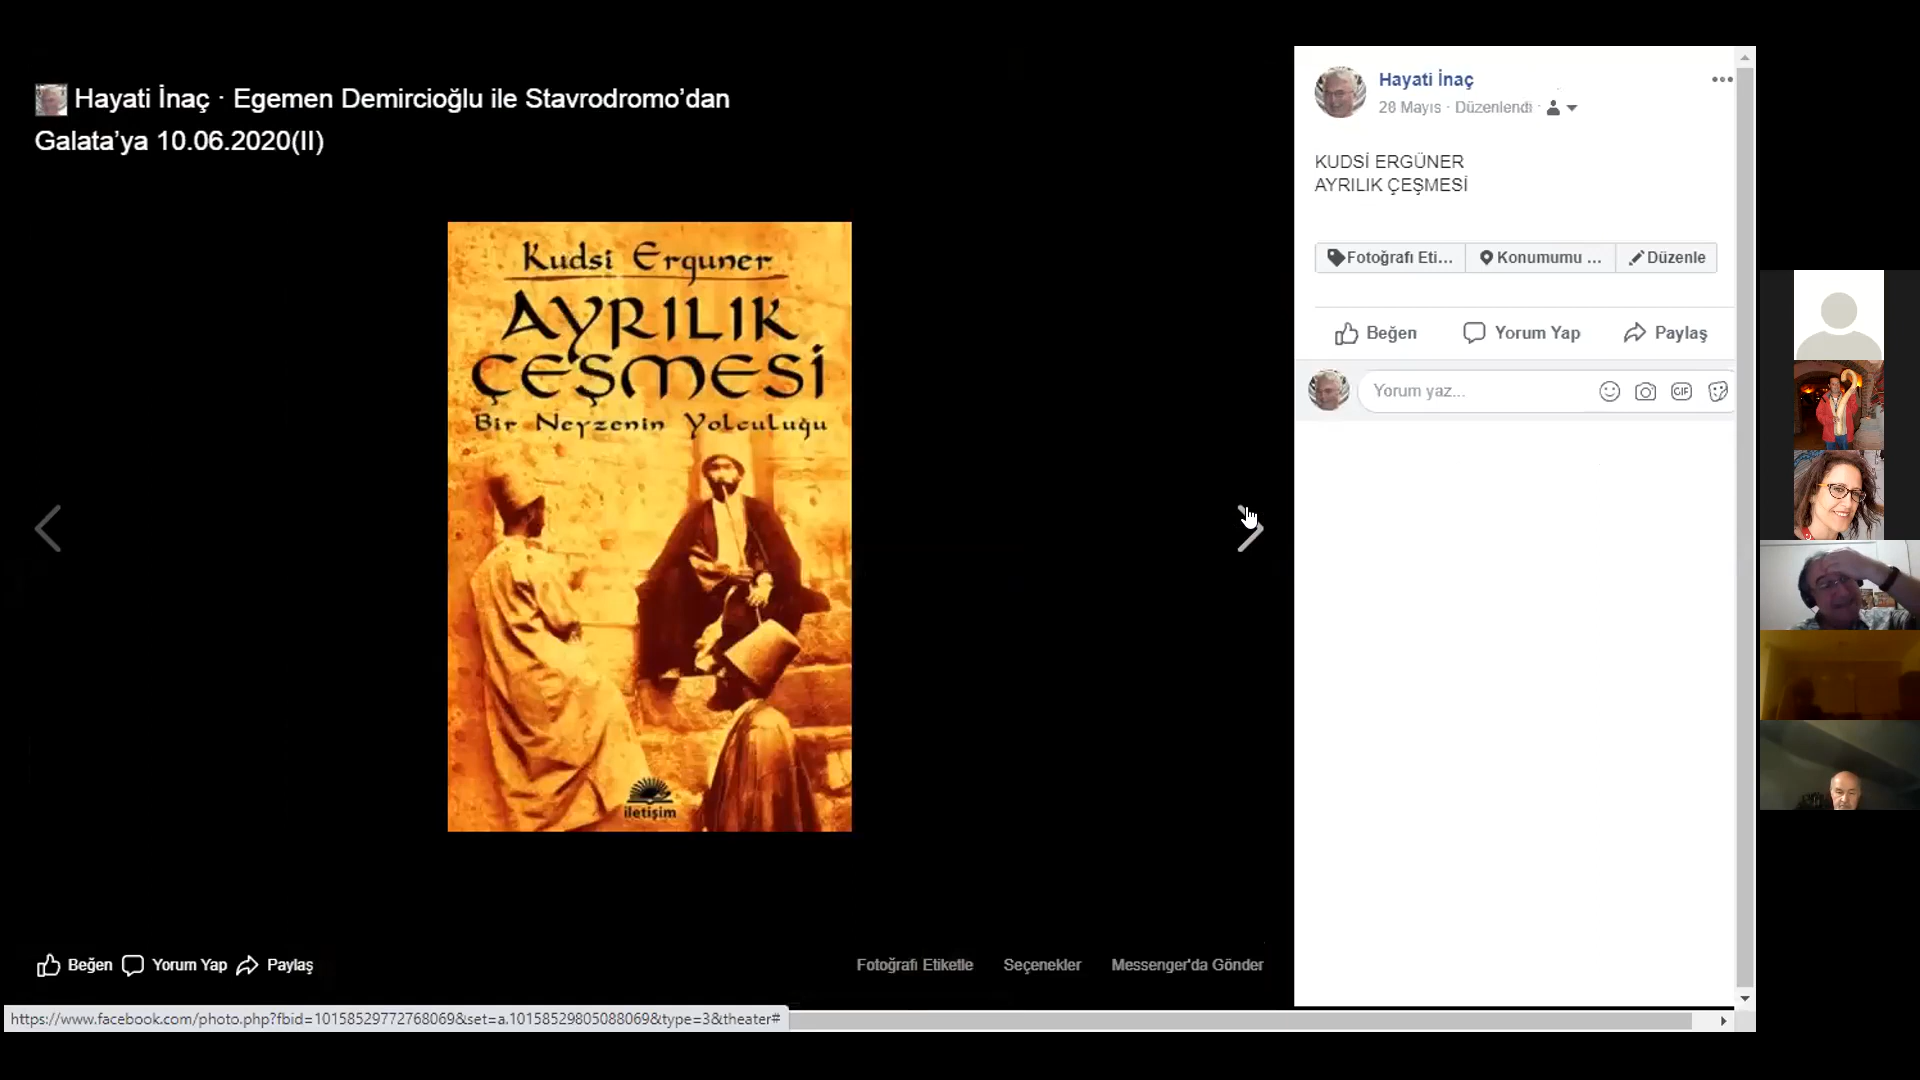 Hayati İnaç · Egemen Demircioğlu ile Stavrodromo’dan
Galata’ya 10.06.2020(II)
Kudsi Erguner
AYRILIK
ÇEŞMESİ
Bir Neyzenin Yolculuğu
iletişim
Beğen Yorum Yap Paylaş
Fotoğrafı Etiketle Seçenekler Messenger'da Gönder
https://www.facebook.com/photo.php?fbid=10158529772768069&set=a.10158529805088069&type=3&theater#
Hayati İnaç
28 Mayıs · Düzenlendi ·
KUDSİ ERGÜNER
AYRILIK ÇEŞMESİ
Fotoğrafı Eti... Konumumu ... Düzenle
Beğen Yorum Yap Paylaş
Yorum yaz... GIF